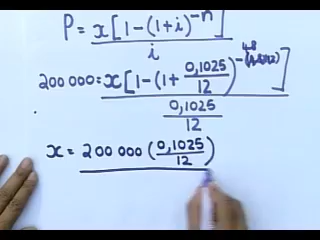 P = x[1-(1+i)^-n]
i
200 000 = x[1-(1+ 0,1025/12)^-48]
0,1025
12
x = 200 000 (0,1025/12)